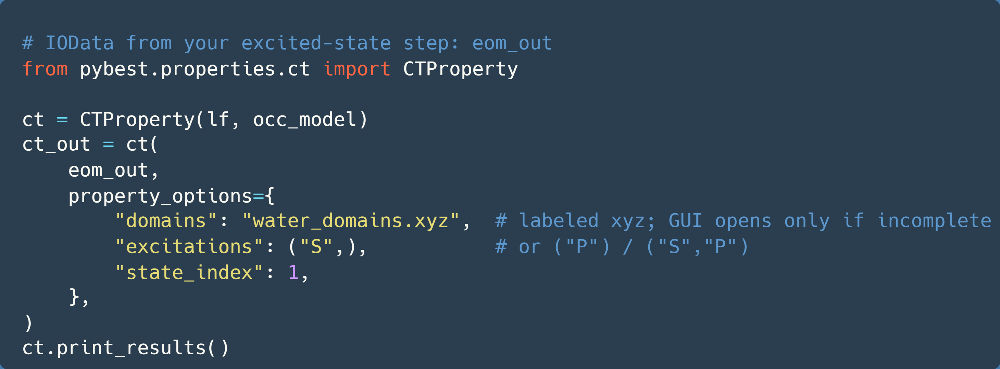 # IOData from your excited-state step: eom_out
from pybest.properties.ct import CTProperty

ct = CTProperty(lf, occ_model)
ct_out = ct(
    eom_out,
    property_options={
        "domains": "water_domains.xyz",  # labeled xyz; GUI opens only if incomplete
        "excitations": ("S",),           # or ("P") / ("S","P")
        "state_index": 1,
    },
)
ct.print_results()